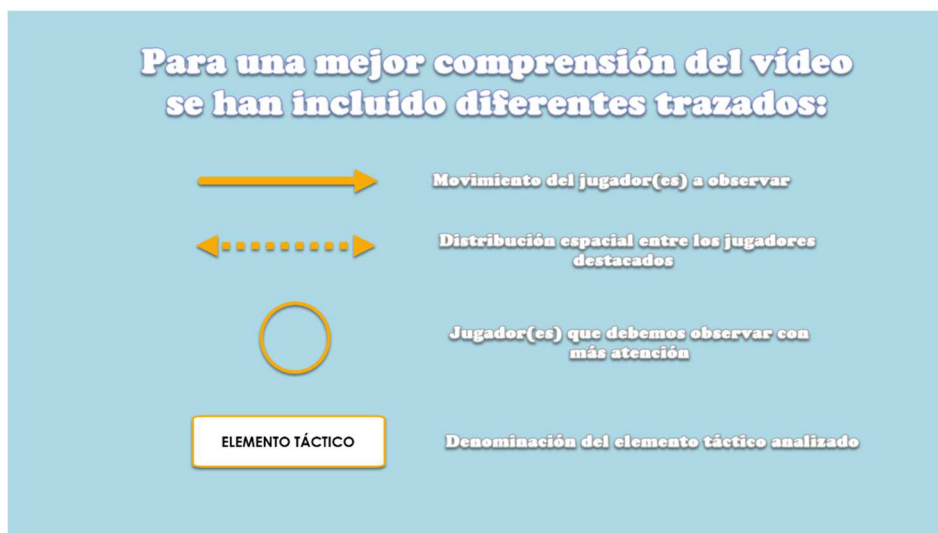 Para una mejor comprensión del vídeo
se han incluido diferentes trazados:
Movimiento del jugador(es) a observar
Distribución espacial entre los jugadores
destacados
Jugador(es) que debemos observar con
más atención
ELEMENTO TÁCTICO
Denominación del elemento táctico analizado